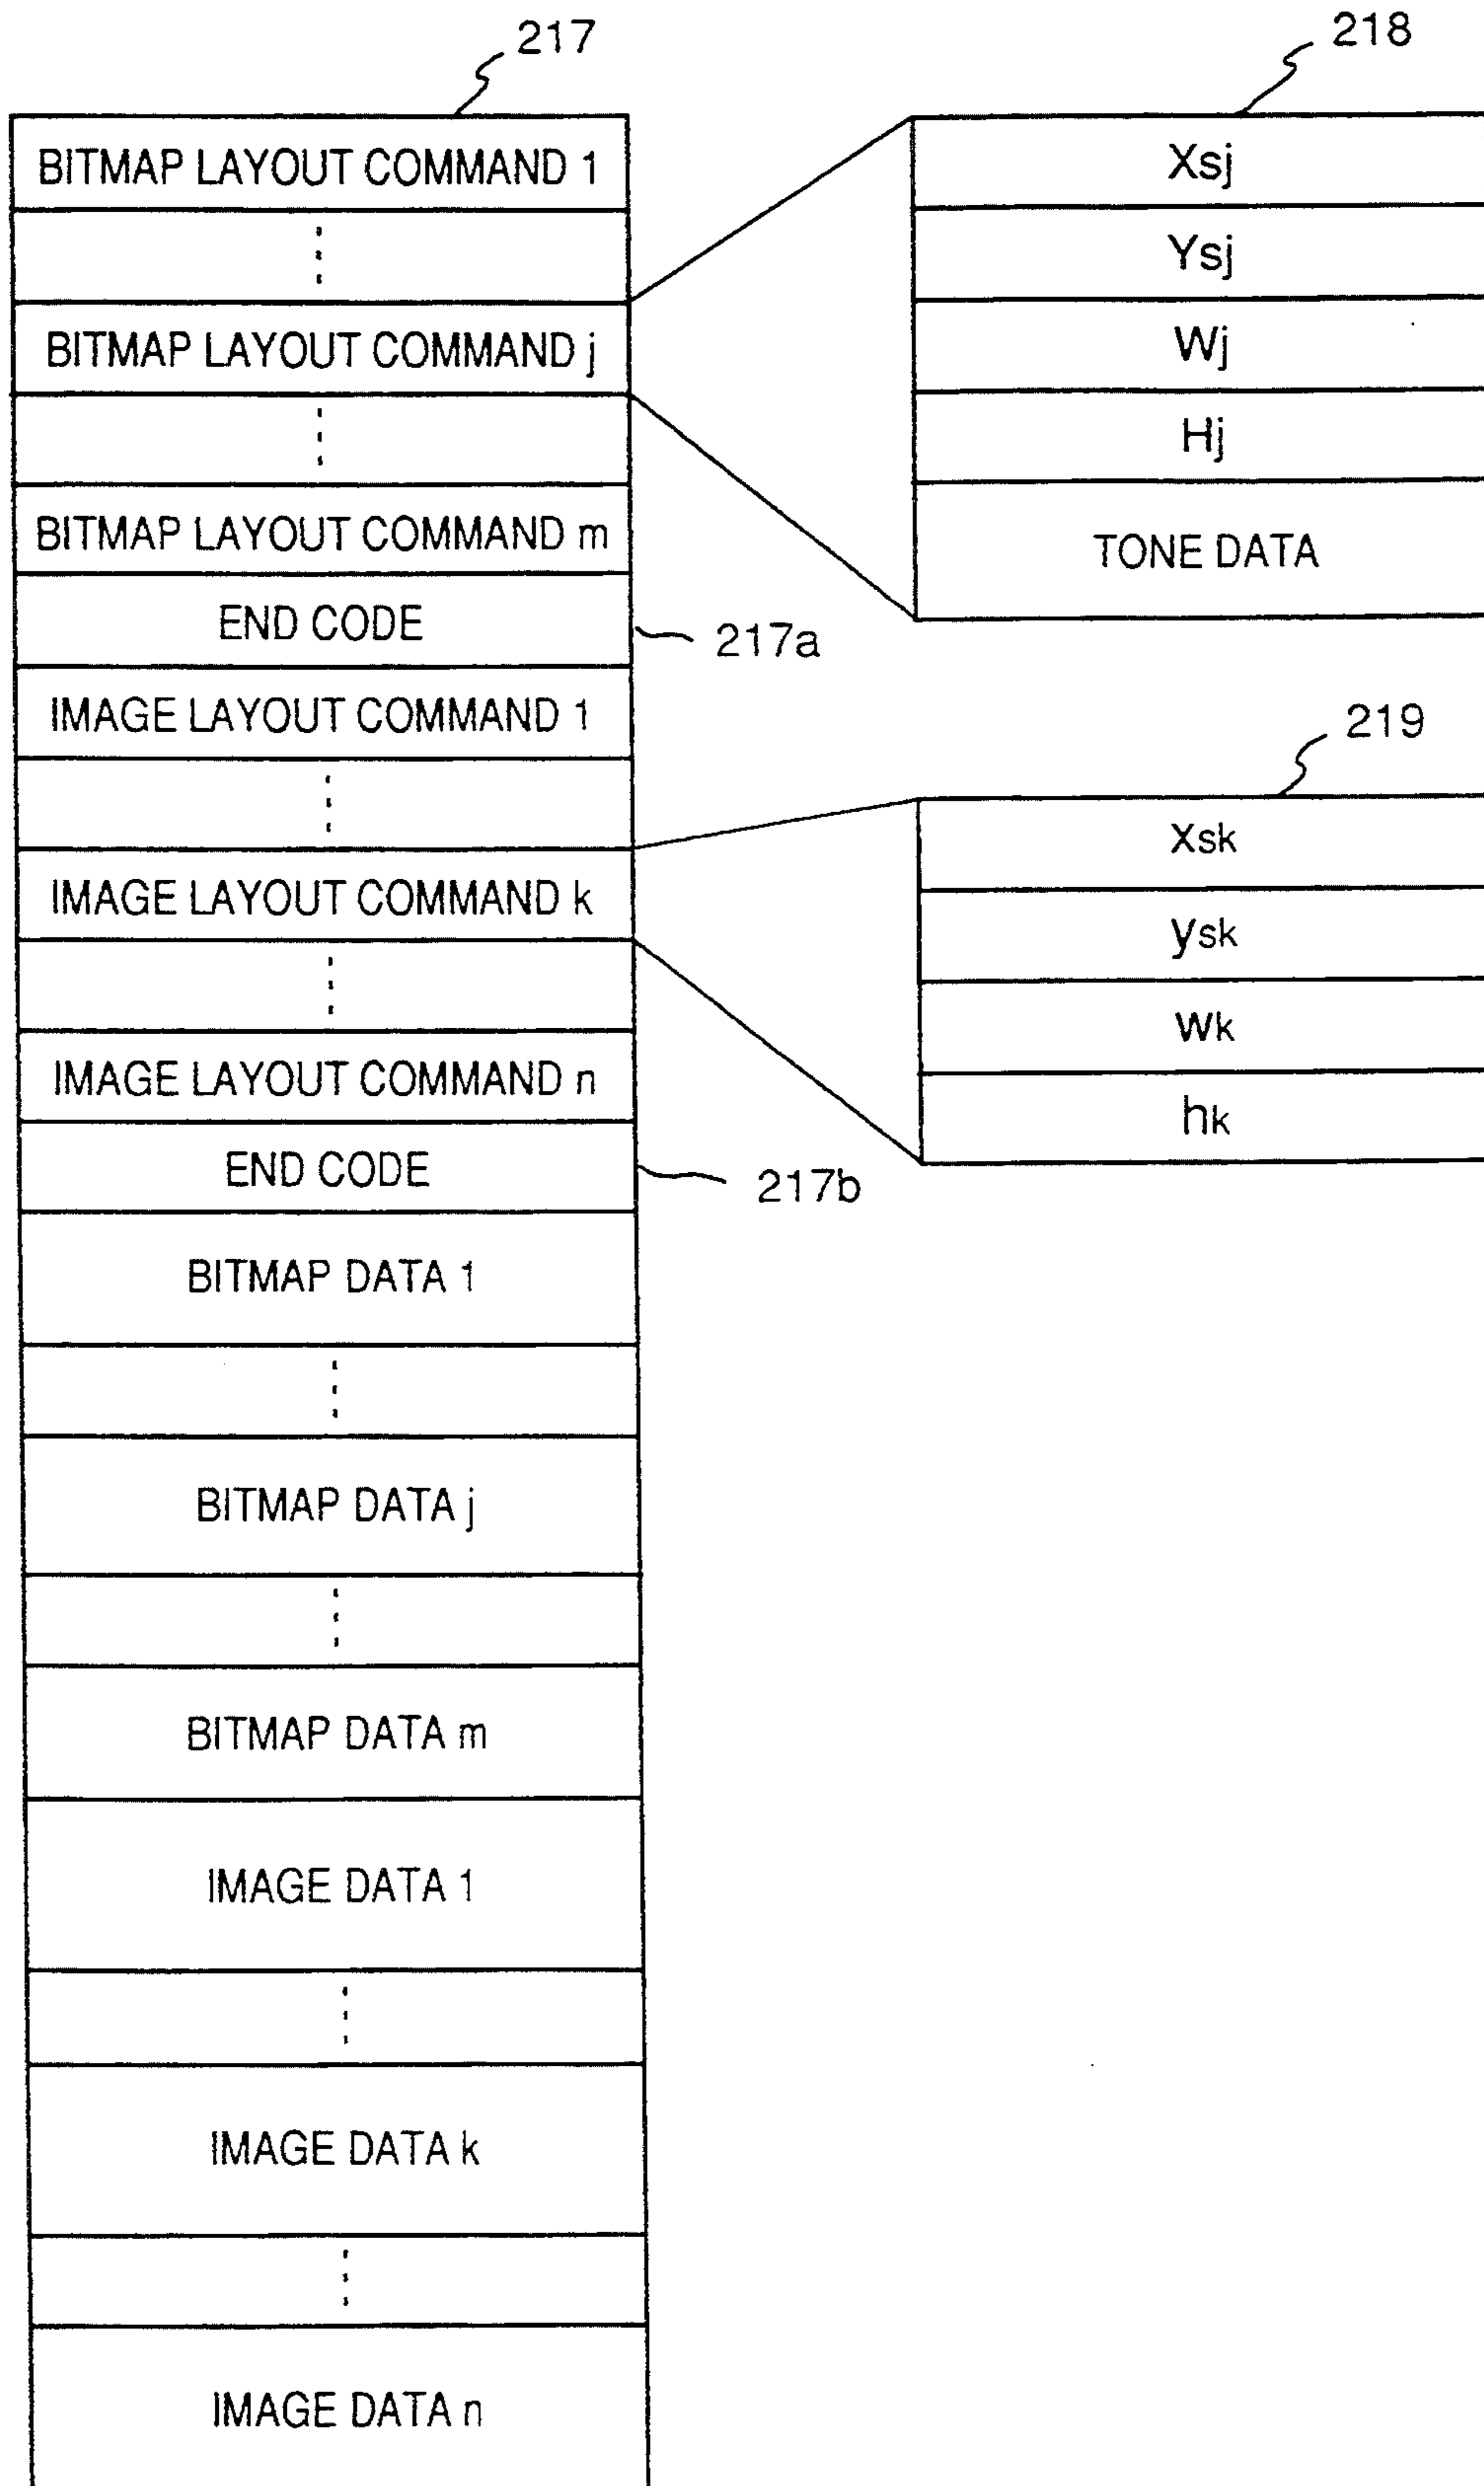 217
BITMAP LAYOUT COMMAND 1
BITMAP LAYOUT COMMAND j
BITMAP LAYOUT COMMAND m
END CODE
217a
IMAGE LAYOUT COMMAND 1
IMAGE LAYOUT COMMAND k
IMAGE LAYOUT COMMAND n
END CODE
217b
BITMAP DATA 1
BITMAP DATA j
BITMAP DATA m
IMAGE DATA 1
IMAGE DATA k
IMAGE DATA n
218
Xsj
Ysj
Wj
Hj
TONE DATA
219
xsk
ysk
wk
hk